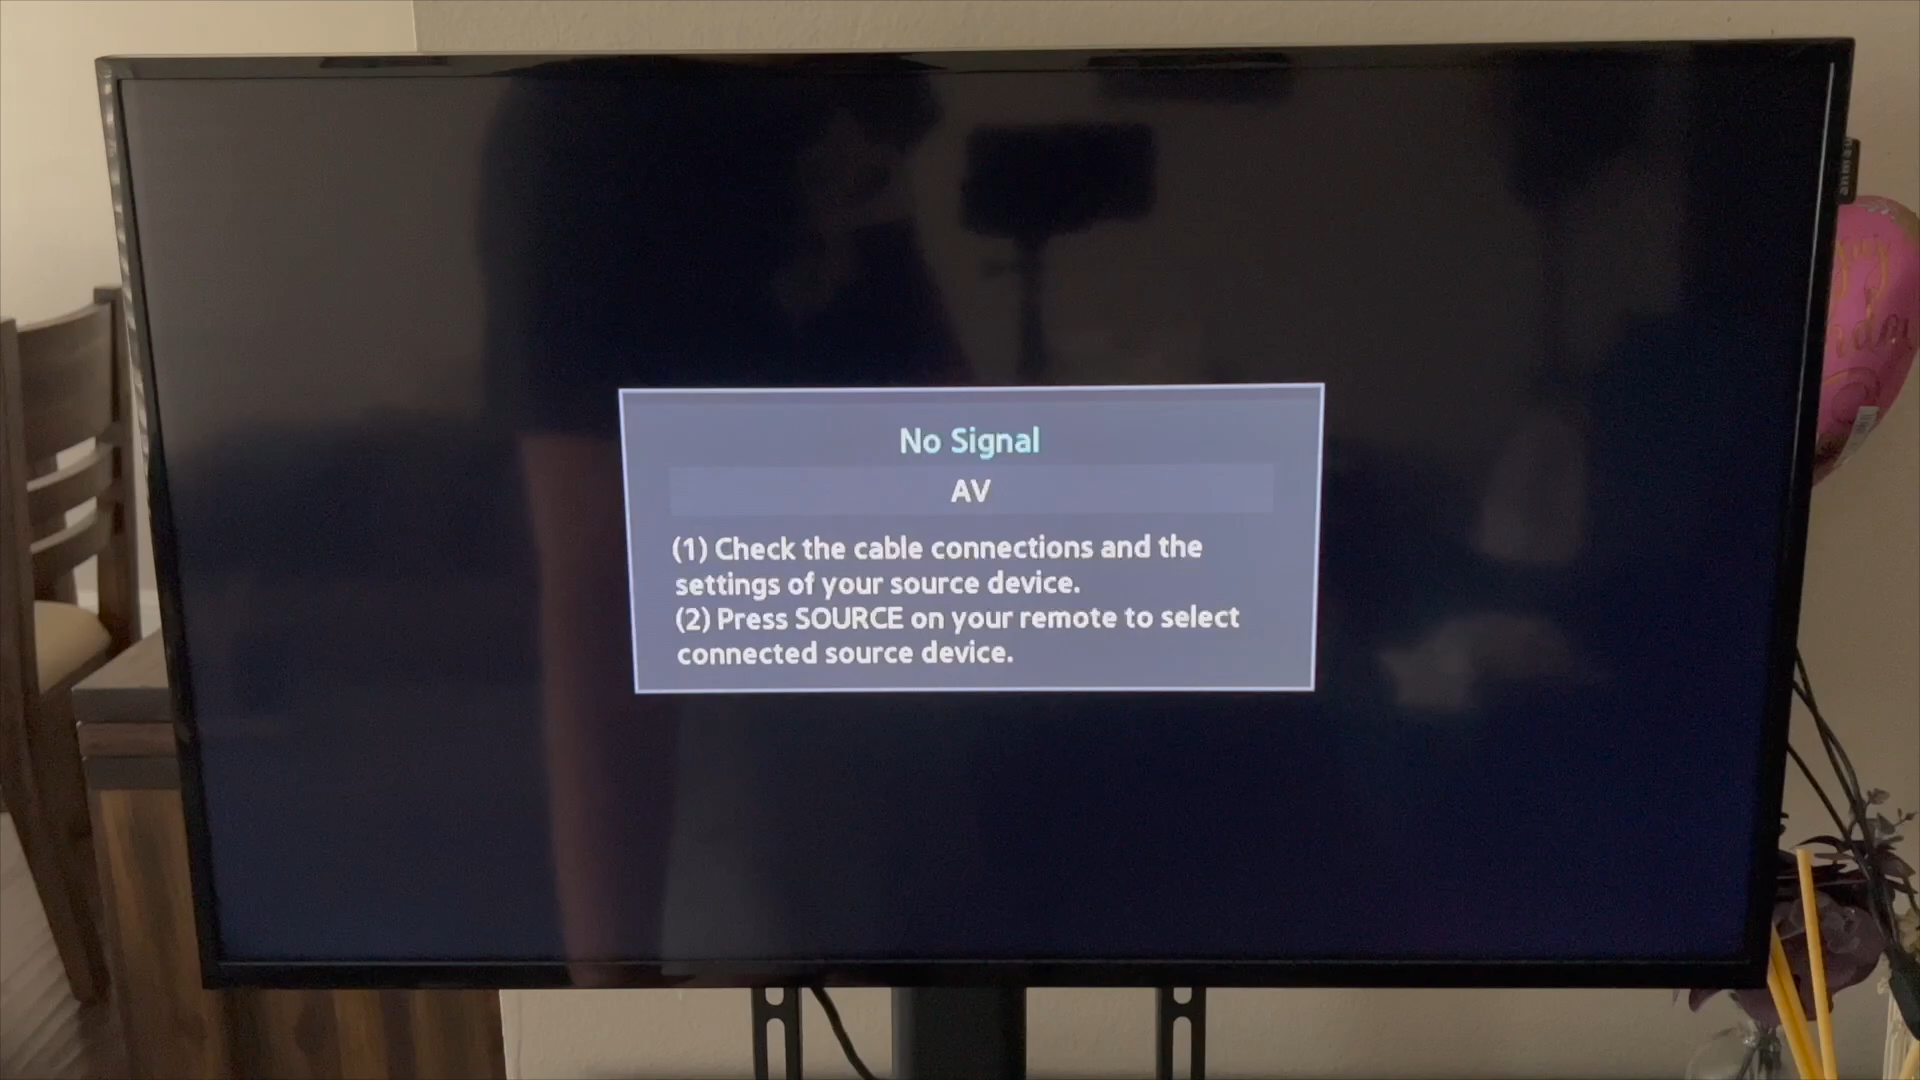 No Signal
AV
(1) Check the cable connections and the
settings of your source device.
(2) Press SOURCE on your remote to select
connected source device.